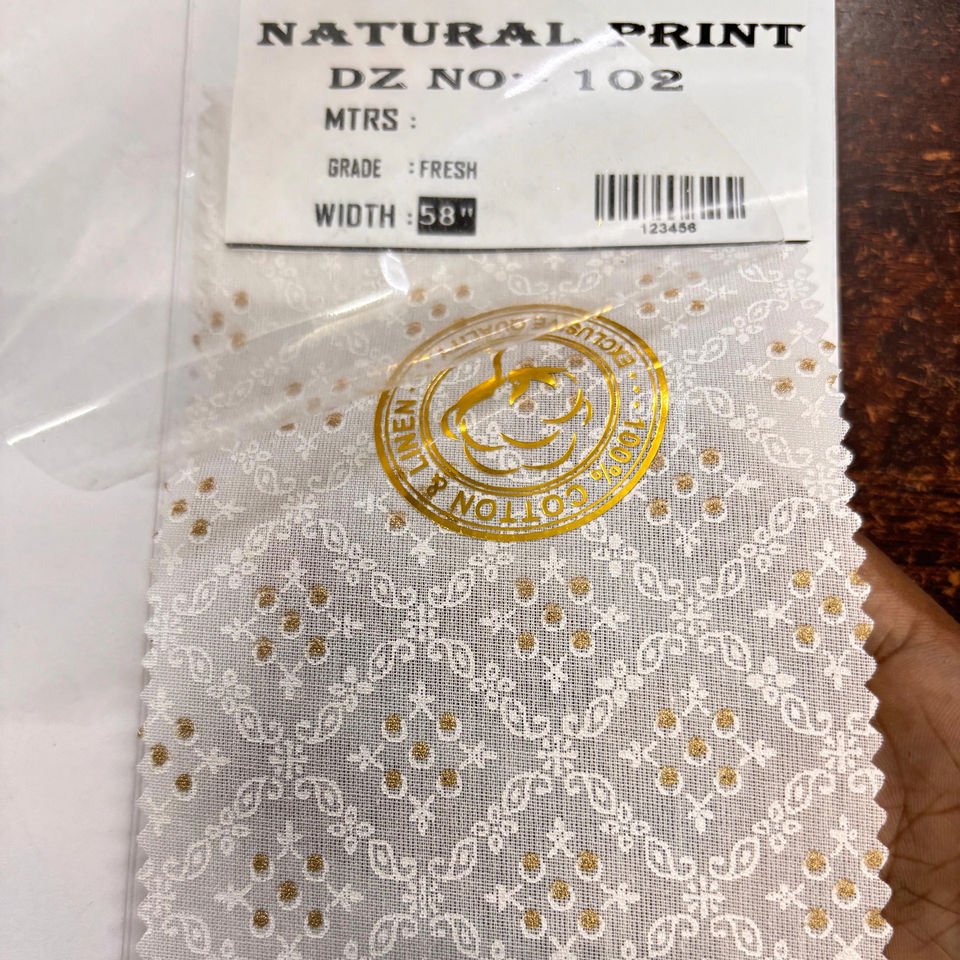 NATURAL PRINT
DZ NO:- 102
MTRS :
GRADE : FRESH
WIDTH : 58"
123456
100% COTTON & LINEN
EXCLUSIVE QUALITY